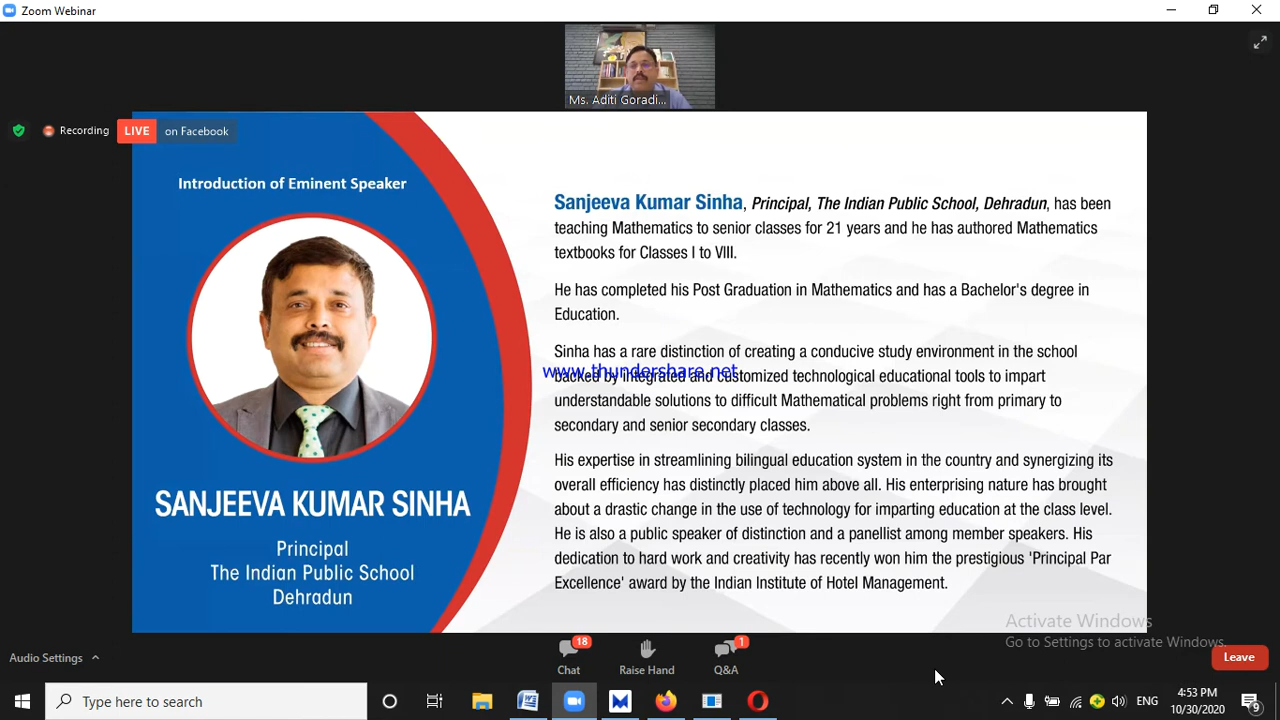 Zoom Webinar
Ms. Aditi Goradi...
Recording
LIVE on Facebook
Introduction of Eminent Speaker
SANJEEVA KUMAR SINHA
Principal
The Indian Public School
Dehradun
Sanjeeva Kumar Sinha, Principal, The Indian Public School, Dehradun, has been
teaching Mathematics to senior classes for 21 years and he has authored Mathematics
textbooks for Classes I to VIII.
He has completed his Post Graduation in Mathematics and has a Bachelor's degree in
Education.
Sinha has a rare distinction of creating a conducive study environment in the school
www.thundershare.net
backed by integrated and customized technological educational tools to impart
understandable solutions to difficult Mathematical problems right from primary to
secondary and senior secondary classes.
His expertise in streamlining bilingual education system in the country and synergizing its
overall efficiency has distinctly placed him above all. His enterprising nature has brought
about a drastic change in the use of technology for imparting education at the class level.
He is also a public speaker of distinction and a panellist among member speakers. His
dedication to hard work and creativity has recently won him the prestigious 'Principal Par
Excellence' award by the Indian Institute of Hotel Management.
Activate Windows
Go to Settings to activate Windows.
Audio Settings
18
Chat
Raise Hand
1
Q&A
Leave
Type here to search
ENG
4:53 PM
10/30/2020
9